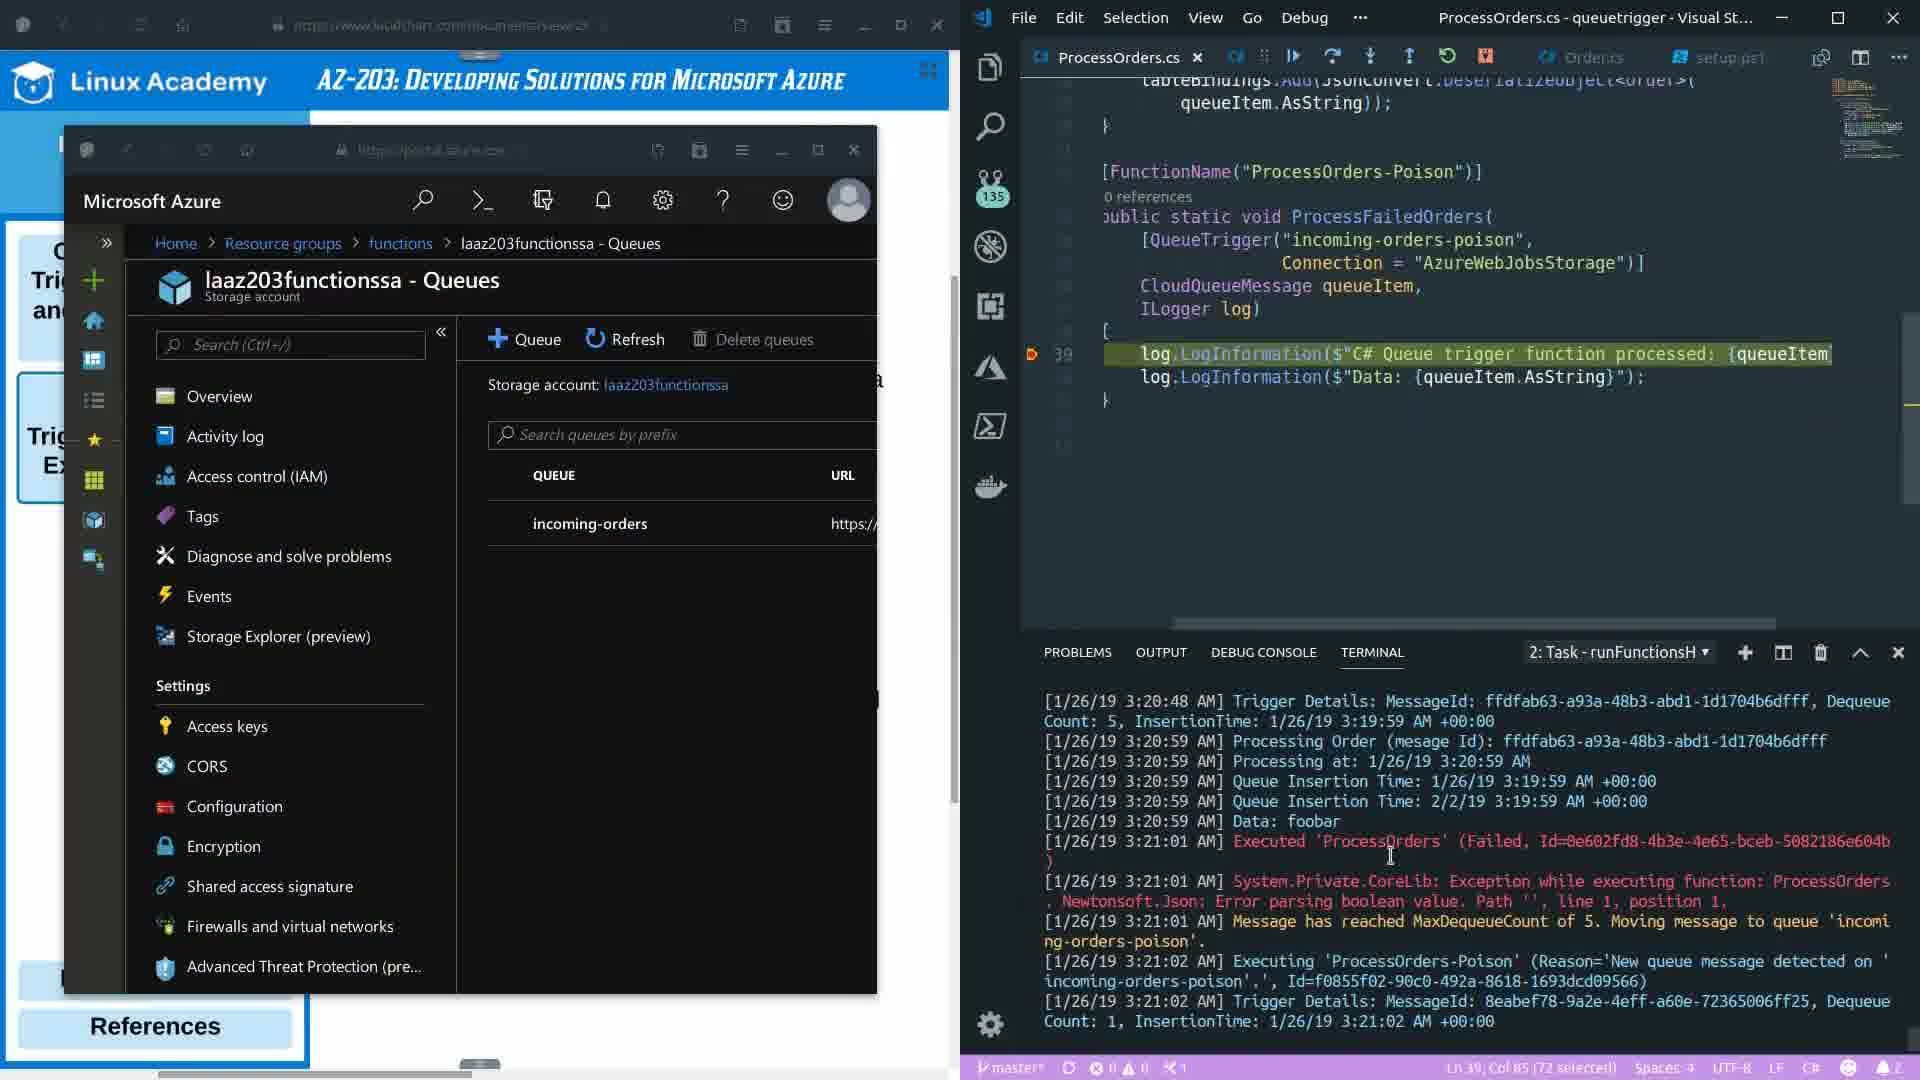 Linux Academy
AZ-203: Developing Solutions for Microsoft Azure
References
Microsoft Azure
Home > Resource groups > functions > laaz203functionssa - Queues
laaz203functionssa - Queues
Storage account
Search (Ctrl+/)
Overview
Activity log
Access control (IAM)
Tags
Diagnose and solve problems
Events
Storage Explorer (preview)
Settings
Access keys
CORS
Configuration
Encryption
Shared access signature
Firewalls and virtual networks
Advanced Threat Protection (pre...
Queue Refresh Delete queues
Storage account: laaz203functionssa
Search queues by prefix
QUEUE URL
incoming-orders https://
File Edit Selection View Go Debug ··· ProcessOrders.cs - queuetrigger - Visual St...
ProcessOrders.cs Order.cs setup.ps1
135
tableBindings.Add(JsonConvert.DeserializeObject<Order>(
queueItem.AsString));
}
[FunctionName("ProcessOrders-Poison")]
0 references
public static void ProcessFailedOrders(
[QueueTrigger("incoming-orders-poison",
Connection = "AzureWebJobsStorage")]
CloudQueueMessage queueItem,
ILogger log)
{
39 log.LogInformation($"C# Queue trigger function processed: {queueItem
log.LogInformation($"Data: {queueItem.AsString}");
}
PROBLEMS OUTPUT DEBUG CONSOLE TERMINAL 2: Task - runFunctionsH
[1/26/19 3:20:48 AM] Trigger Details: MessageId: ffdfab63-a93a-48b3-abd1-1d1704b6dfff, Dequeue
Count: 5, InsertionTime: 1/26/19 3:19:59 AM +00:00
[1/26/19 3:20:59 AM] Processing Order (mesage Id): ffdfab63-a93a-48b3-abd1-1d1704b6dfff
[1/26/19 3:20:59 AM] Processing at: 1/26/19 3:20:59 AM
[1/26/19 3:20:59 AM] Queue Insertion Time: 1/26/19 3:19:59 AM +00:00
[1/26/19 3:20:59 AM] Queue Insertion Time: 2/2/19 3:19:59 AM +00:00
[1/26/19 3:20:59 AM] Data: foobar
[1/26/19 3:21:01 AM] Executed 'ProcessOrders' (Failed, Id=0e602fd8-4b3e-4e65-bceb-5082186e604b
)
[1/26/19 3:21:01 AM] System.Private.CoreLib: Exception while executing function: ProcessOrders
. Newtonsoft.Json: Error parsing boolean value. Path '', line 1, position 1.
[1/26/19 3:21:01 AM] Message has reached MaxDequeueCount of 5. Moving message to queue 'incomi
ng-orders-poison'.
[1/26/19 3:21:02 AM] Executing 'ProcessOrders-Poison' (Reason='New queue message detected on '
incoming-orders-poison'.', Id=f0855f02-90c0-492a-8618-1693dcd09566)
[1/26/19 3:21:02 AM] Trigger Details: MessageId: 8eabef78-9a2e-4eff-a60e-72365006ff25, Dequeue
Count: 1, InsertionTime: 1/26/19 3:21:02 AM +00:00
master* 0 0 1 Ln 39, Col 85 (72 selected) Spaces: 4 UTF-8 LF C# 2